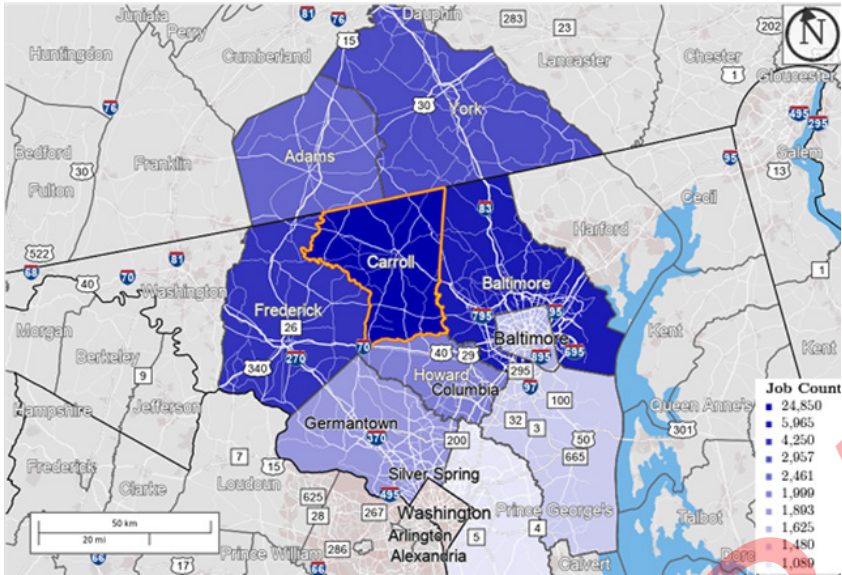 Juniata
Perry
81
76
Dauphin
283
23
202
N
Huntingdon
15
Cumberland
Lancaster
Chester
1
Gloucester
76
30
York
495
295
Bedford
30
Franklin
Adams
95
Salem
13
Fulton
83
Cecil
Harford
522
68
40
70
81
Washington
Carroll
Baltimore
1
Morgan
Frederick
26
795
95
Kent
Kent
Berkeley
9
340
270
70
40
29
Baltimore
895
695
Howard
295
Columbia
97
Hampshire
Jefferson
Germantown
370
32
100
3
Queen Anne's
301
Frederick
7
15
200
50
665
Clarke
Loudoun
Silver Spring
495
625
28
267
Washington
Prince George's
4
5
Talbot
Arlington
Alexandria
286
Prince William
66
66
17
Calvert
50 km
20 mi
Job Count
24,850
5,965
4,250
2,957
2,461
1,999
1,893
1,625
1,480
1,089